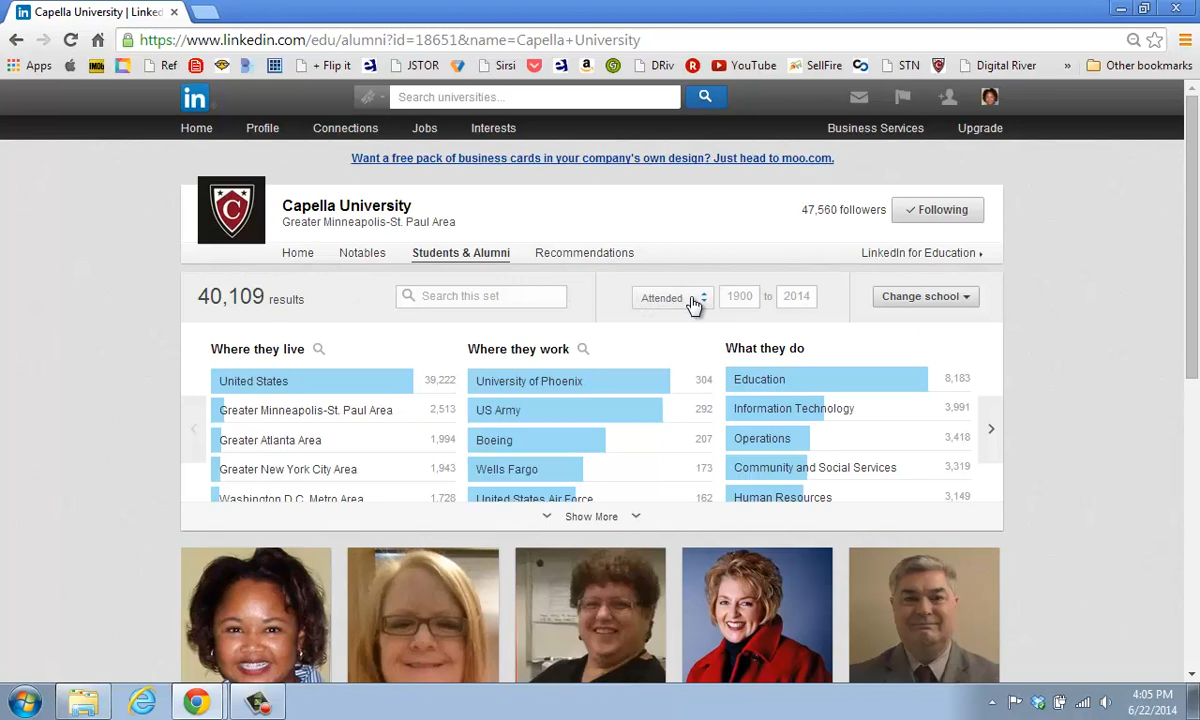 Capella University | Linked
https://www.linkedin.com/edu/alumni?id=18651&name=Capella+University
Apps IMDb Ref + Flip it JSTOR Sirsi a DRiv R YouTube SellFire STN Digital River » Other bookmarks
in Search universities...
Home Profile Connections Jobs Interests Business Services Upgrade
Want a free pack of business cards in your company's own design? Just head to moo.com.
C
Capella University
Greater Minneapolis-St. Paul Area
47,560 followers Following
Home Notables Students & Alumni Recommendations LinkedIn for Education
40,109 results Search this set Attended 1900 to 2014 Change school
Where they live Where they work What they do
United States 39,222 University of Phoenix 304 Education 8,183
Greater Minneapolis-St. Paul Area 2,513 US Army 292 Information Technology 3,991
Greater Atlanta Area 1,994 Boeing 207 Operations 3,418
Greater New York City Area 1,943 Wells Fargo 173 Community and Social Services 3,319
Washington D.C. Metro Area 1,728 United States Air Force 162 Human Resources 3,149
Show More
4:05 PM
6/22/2014